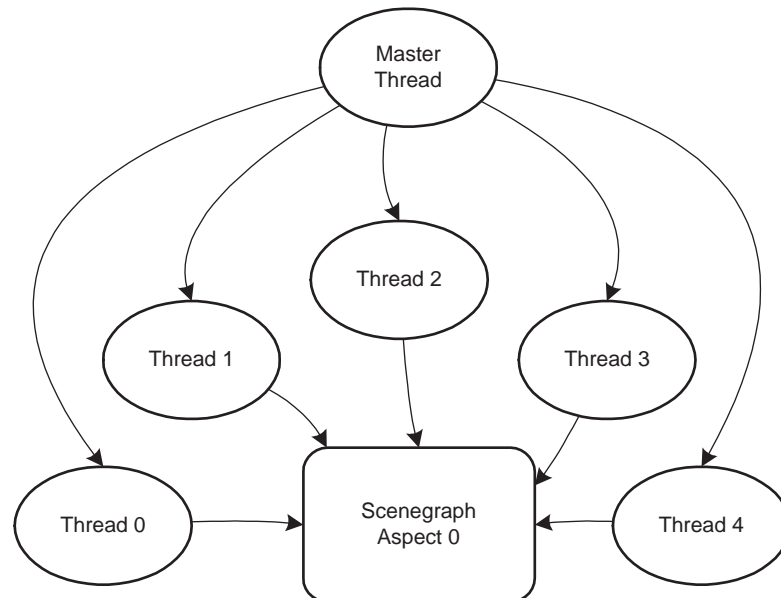 Master
Thread
Thread 2
Thread 1
Thread 3
Scenegraph
Aspect 0
Thread 0
Thread 4